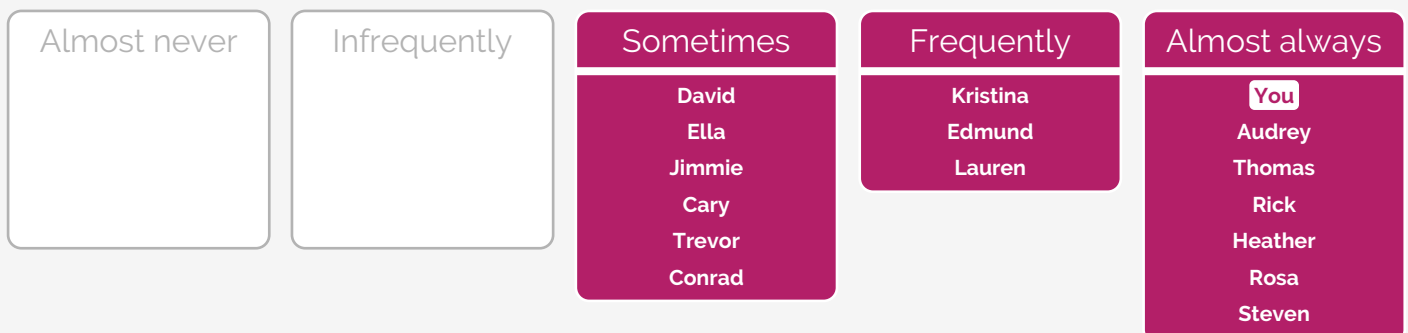 Almost never
Infrequently
Sometimes
David
Ella
Jimmie
Cary
Trevor
Conrad
Frequently
Kristina
Edmund
Lauren
Almost always
You
Audrey
Thomas
Rick
Heather
Rosa
Steven